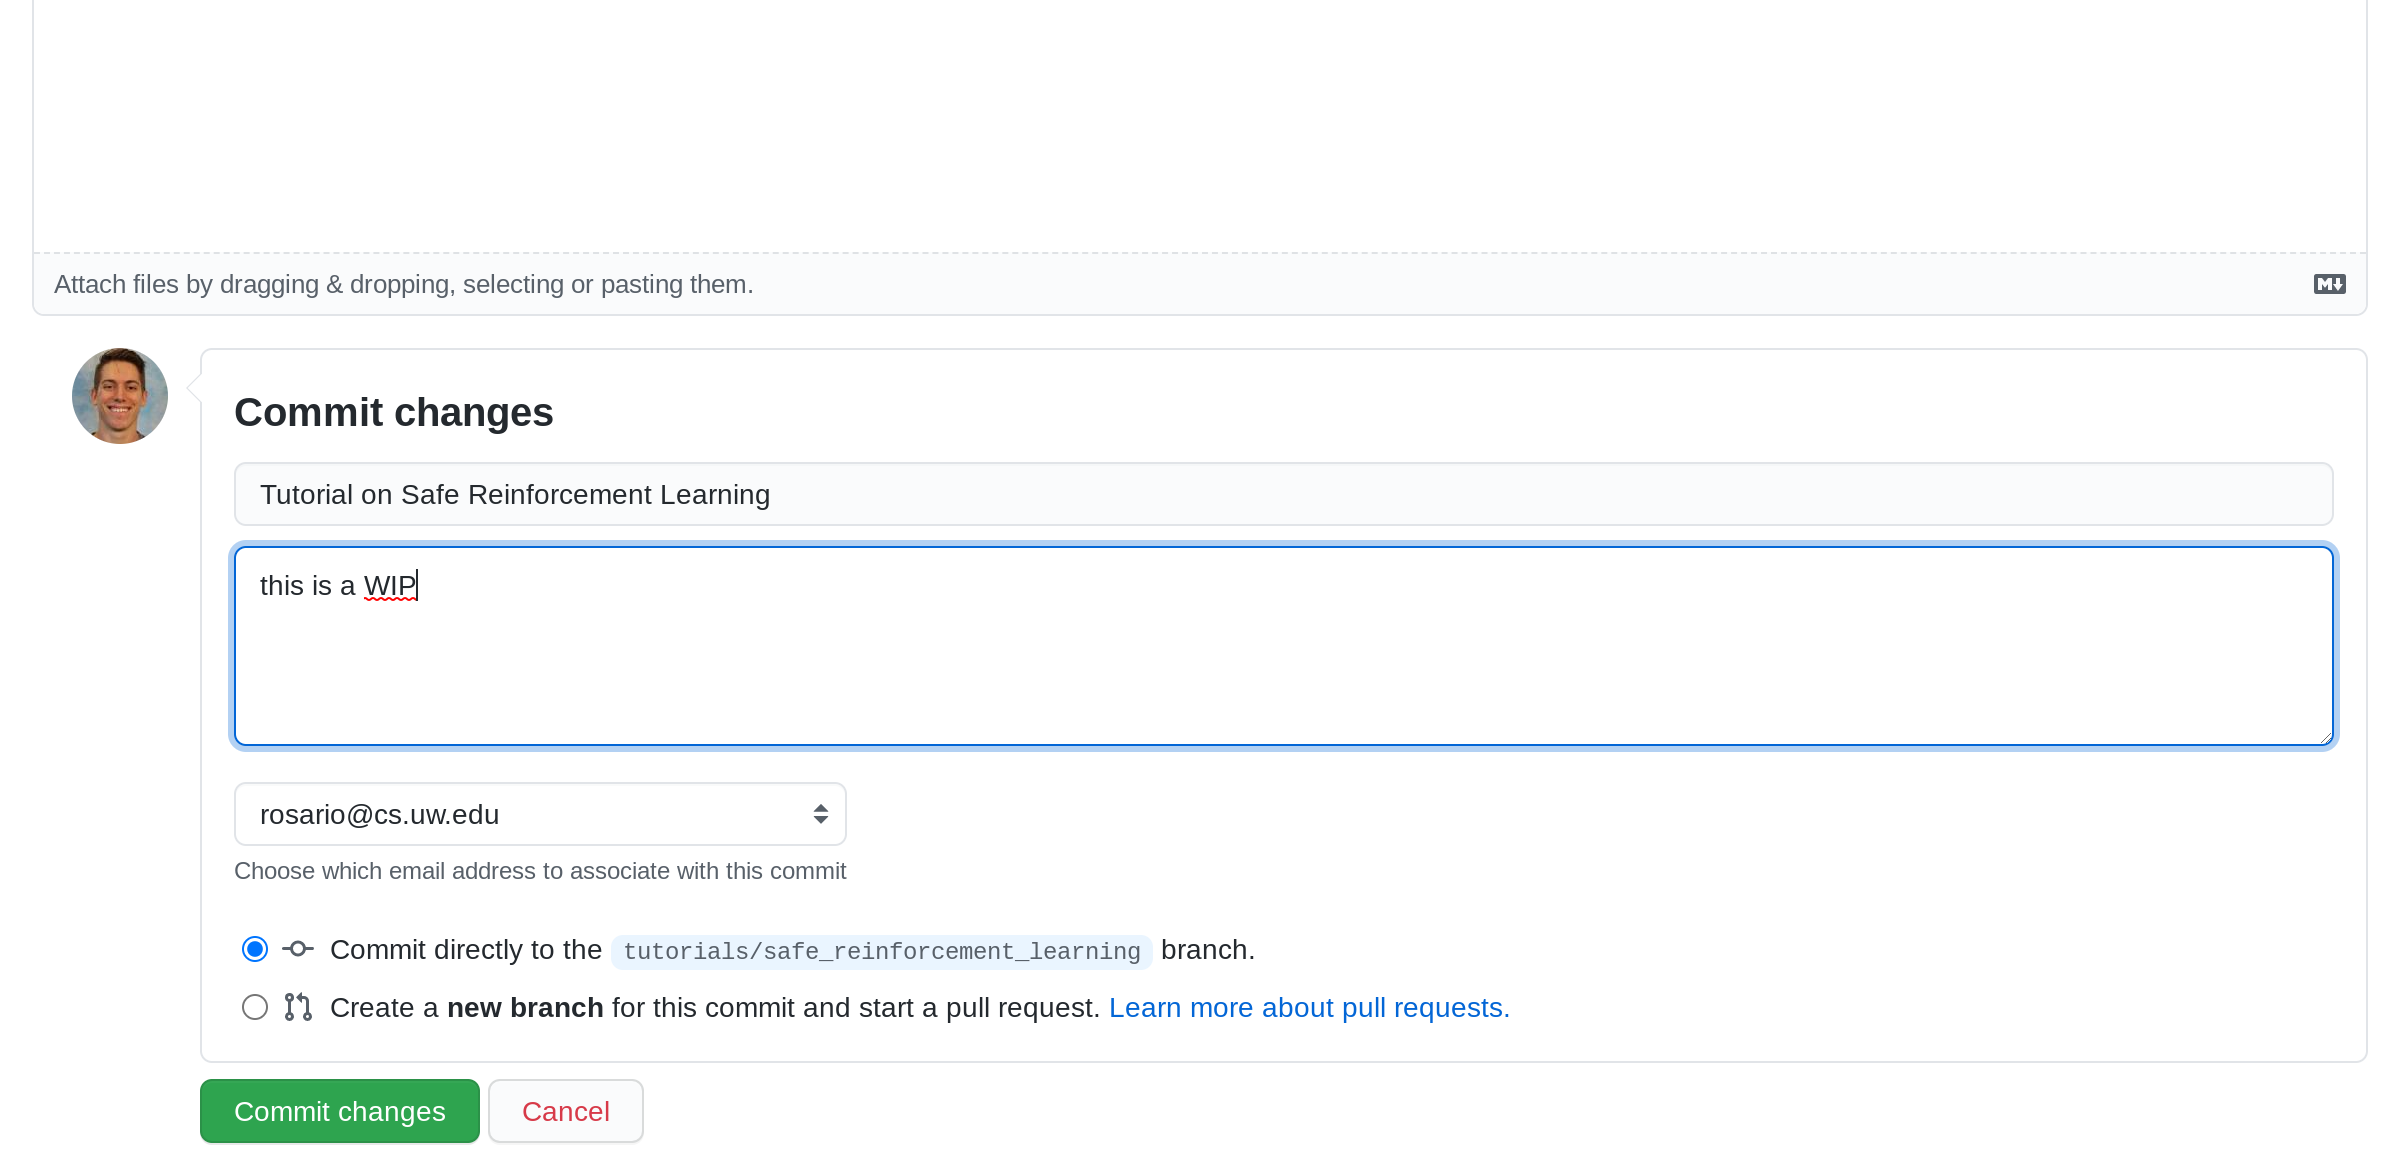 Attach files by dragging & dropping, selecting or pasting them.
M
Commit changes
Tutorial on Safe Reinforcement Learning
this is a WIP
rosario@cs.uw.edu
Choose which email address to associate with this commit
Commit directly to the tutorials/safe_reinforcement_learning branch.
Create a new branch for this commit and start a pull request. Learn more about pull requests.
Commit changes Cancel